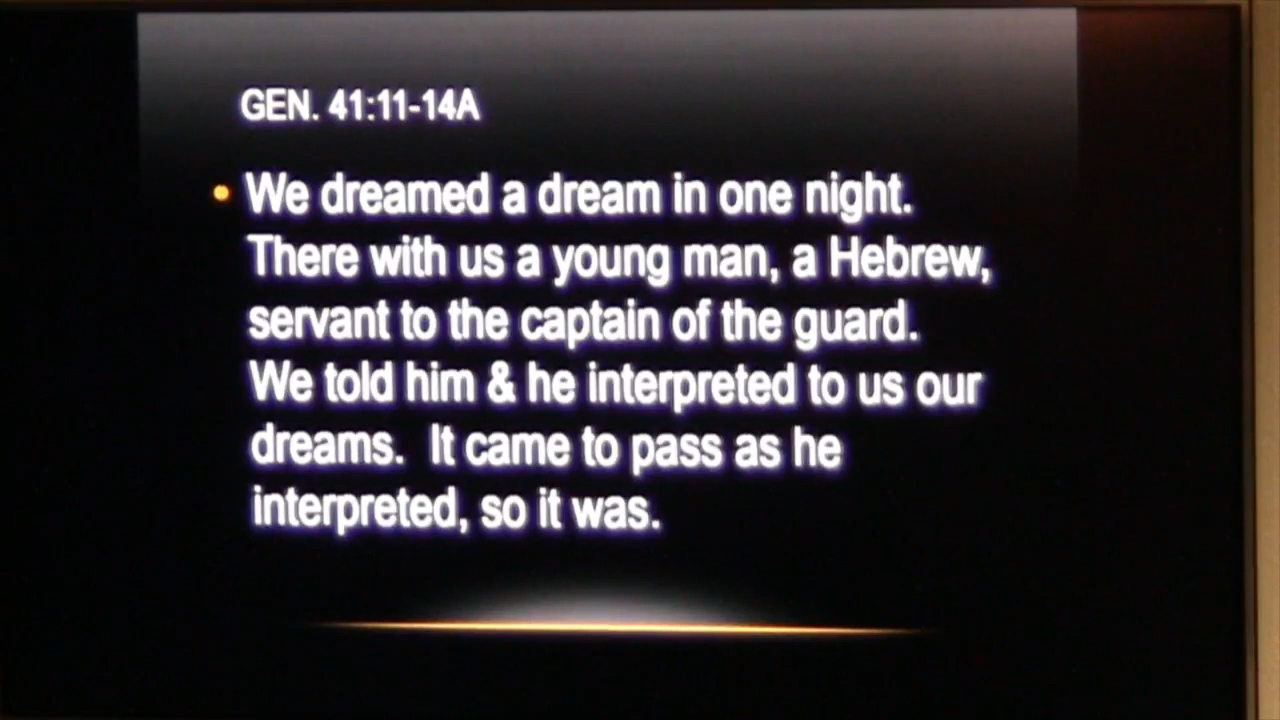 GEN. 41:11-14A
• We dreamed a dream in one night.
There with us a young man, a Hebrew,
servant to the captain of the guard.
We told him & he interpreted to us our
dreams.  It came to pass as he
interpreted, so it was.